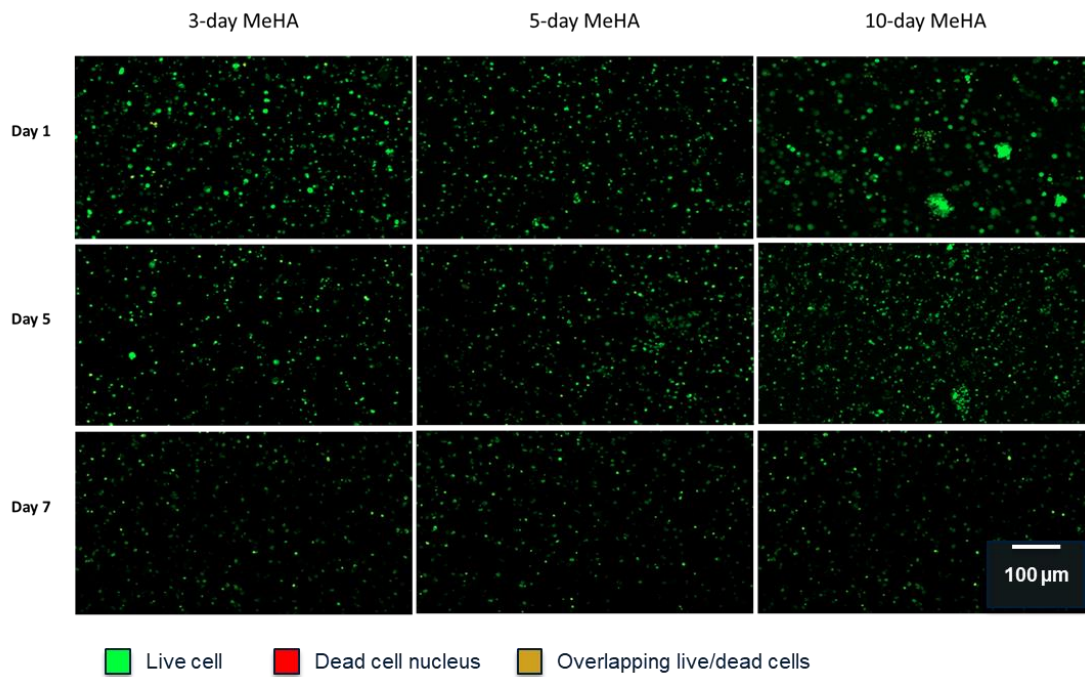 3-day MeHA 5-day MeHA 10-day MeHA
Day 1
Day 5
Day 7
100 µm
Live cell Dead cell nucleus Overlapping live/dead cells